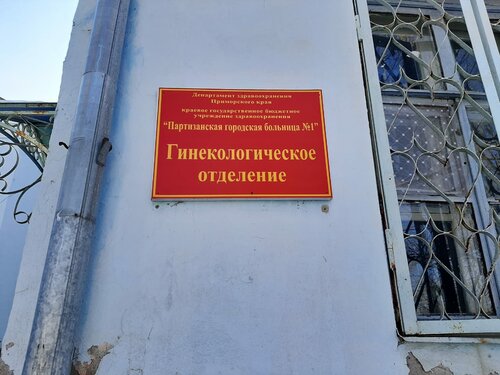 Департамент здравоохранения
Приморского края
краевое государственное бюджетное
учреждение здравоохранения
"Партизанская городская больница №1"
Гинекологическое
отделение